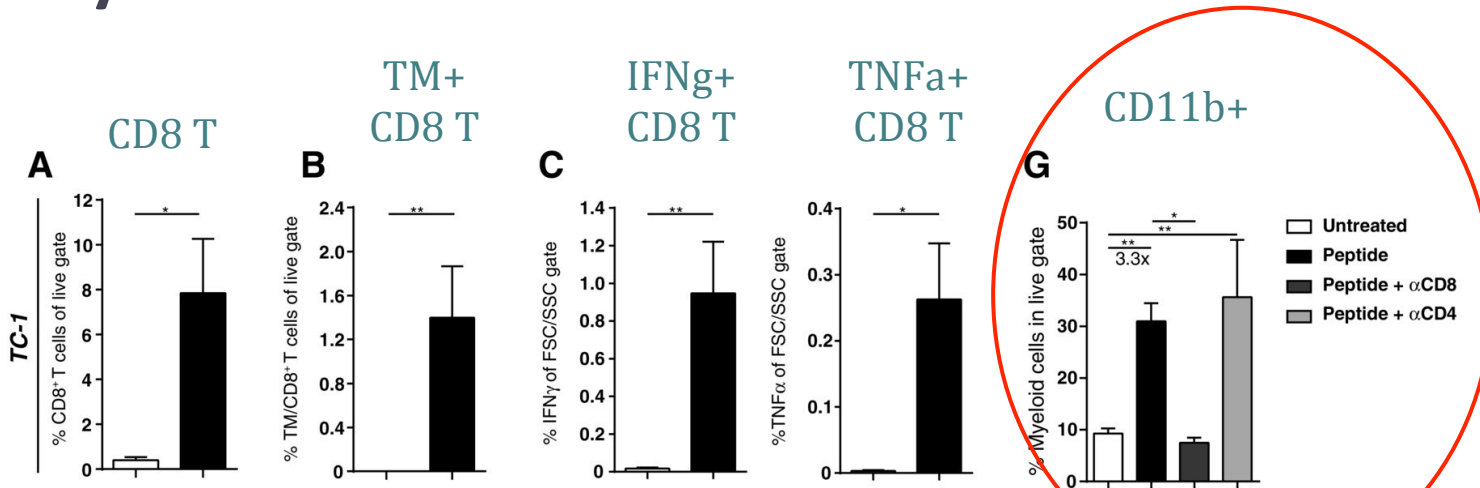 CD8 T
TM+
CD8 T
IFNg+
CD8 T
TNFa+
CD8 T
CD11b+
A
B
C
G
TC-1
% CD8⁺ T cells of live gate
12
10
8
6
4
2
0
*
% TM/CD8⁺ T cells of live gate
2.4
2.0
1.6
1.2
0.8
0.4
0
**
% IFNγ of FSC/SSC gate
1.4
1.2
1.0
0.8
0.6
0.4
0.2
0
**
%TNFα of FSC/SSC gate
0.4
0.3
0.2
0.1
0
*
% Myeloid cells in live gate
50
40
30
20
10
0
*
**
**
3.3x
Untreated
Peptide
Peptide + αCD8
Peptide + αCD4